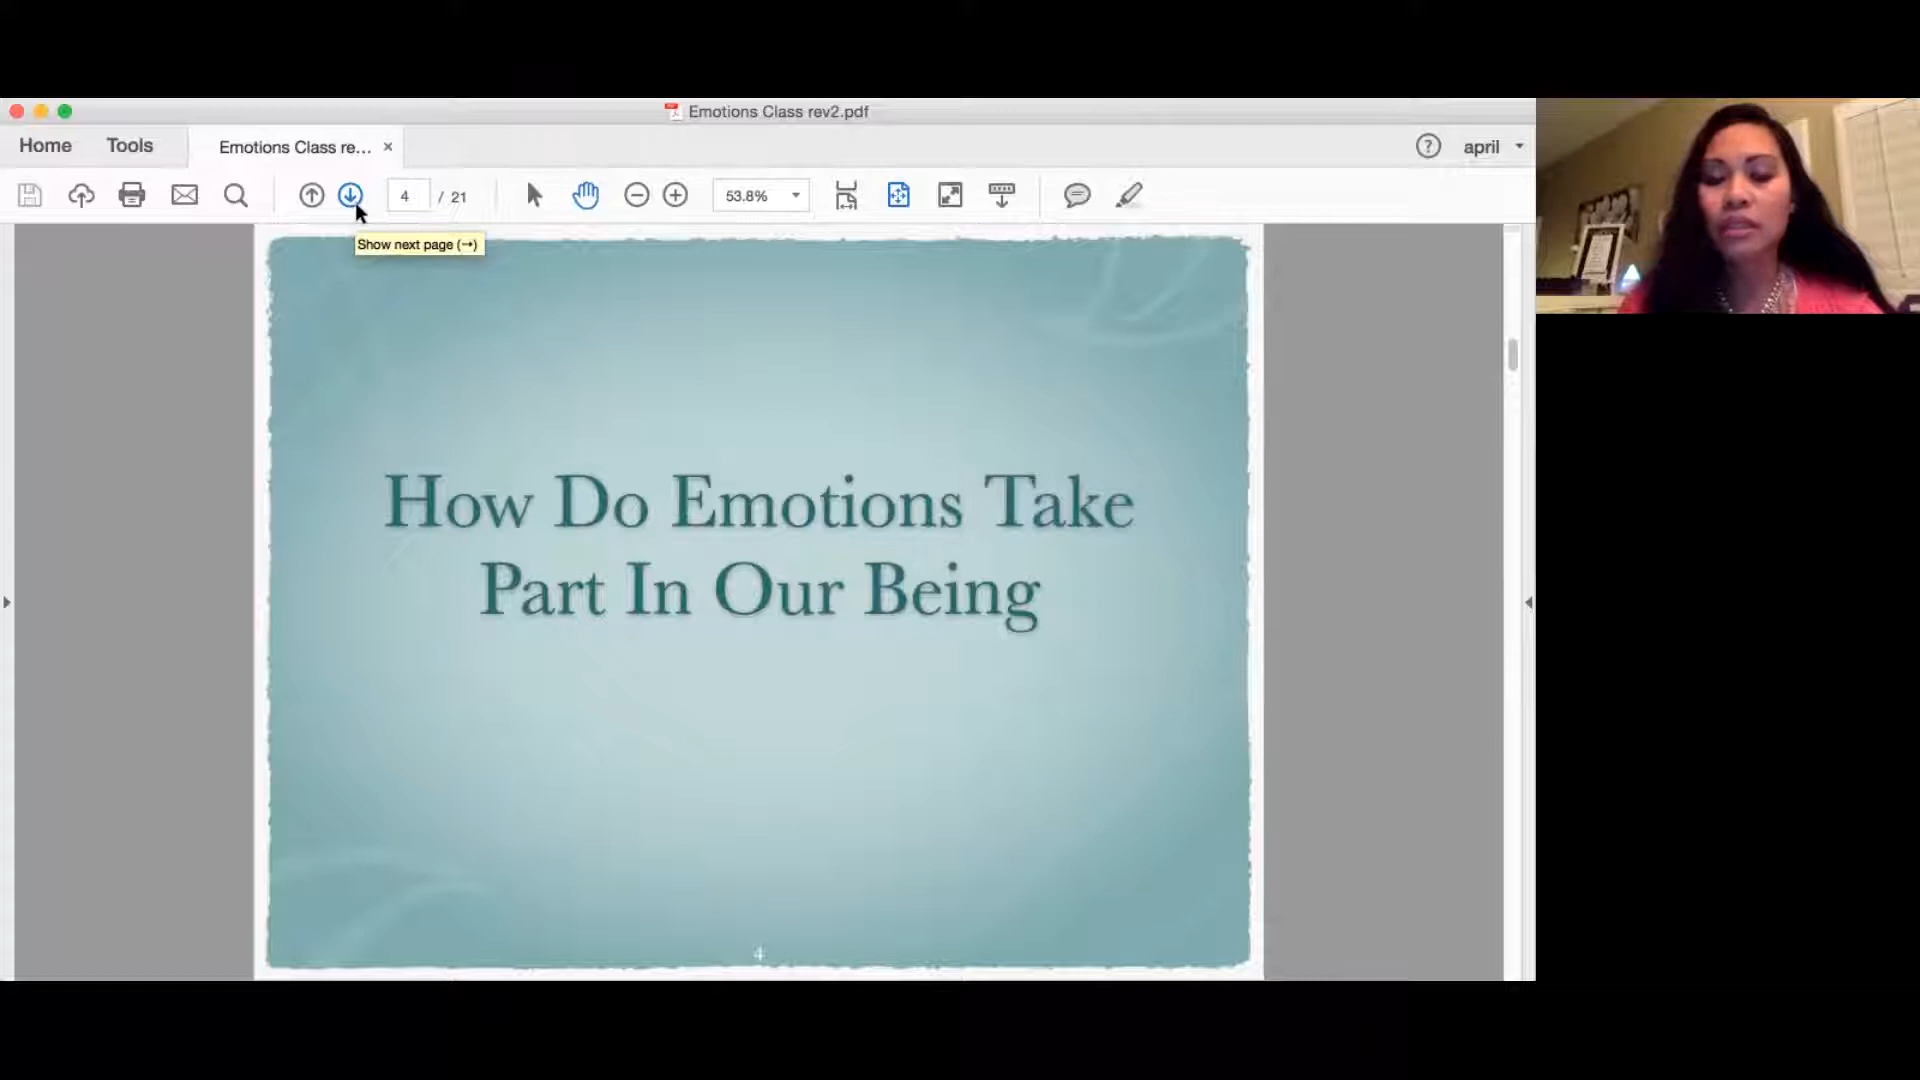 Emotions Class rev2.pdf
Home
Tools
Emotions Class re...
april
4 / 21
53.8%
Show next page (→)
How Do Emotions Take
Part In Our Being
4